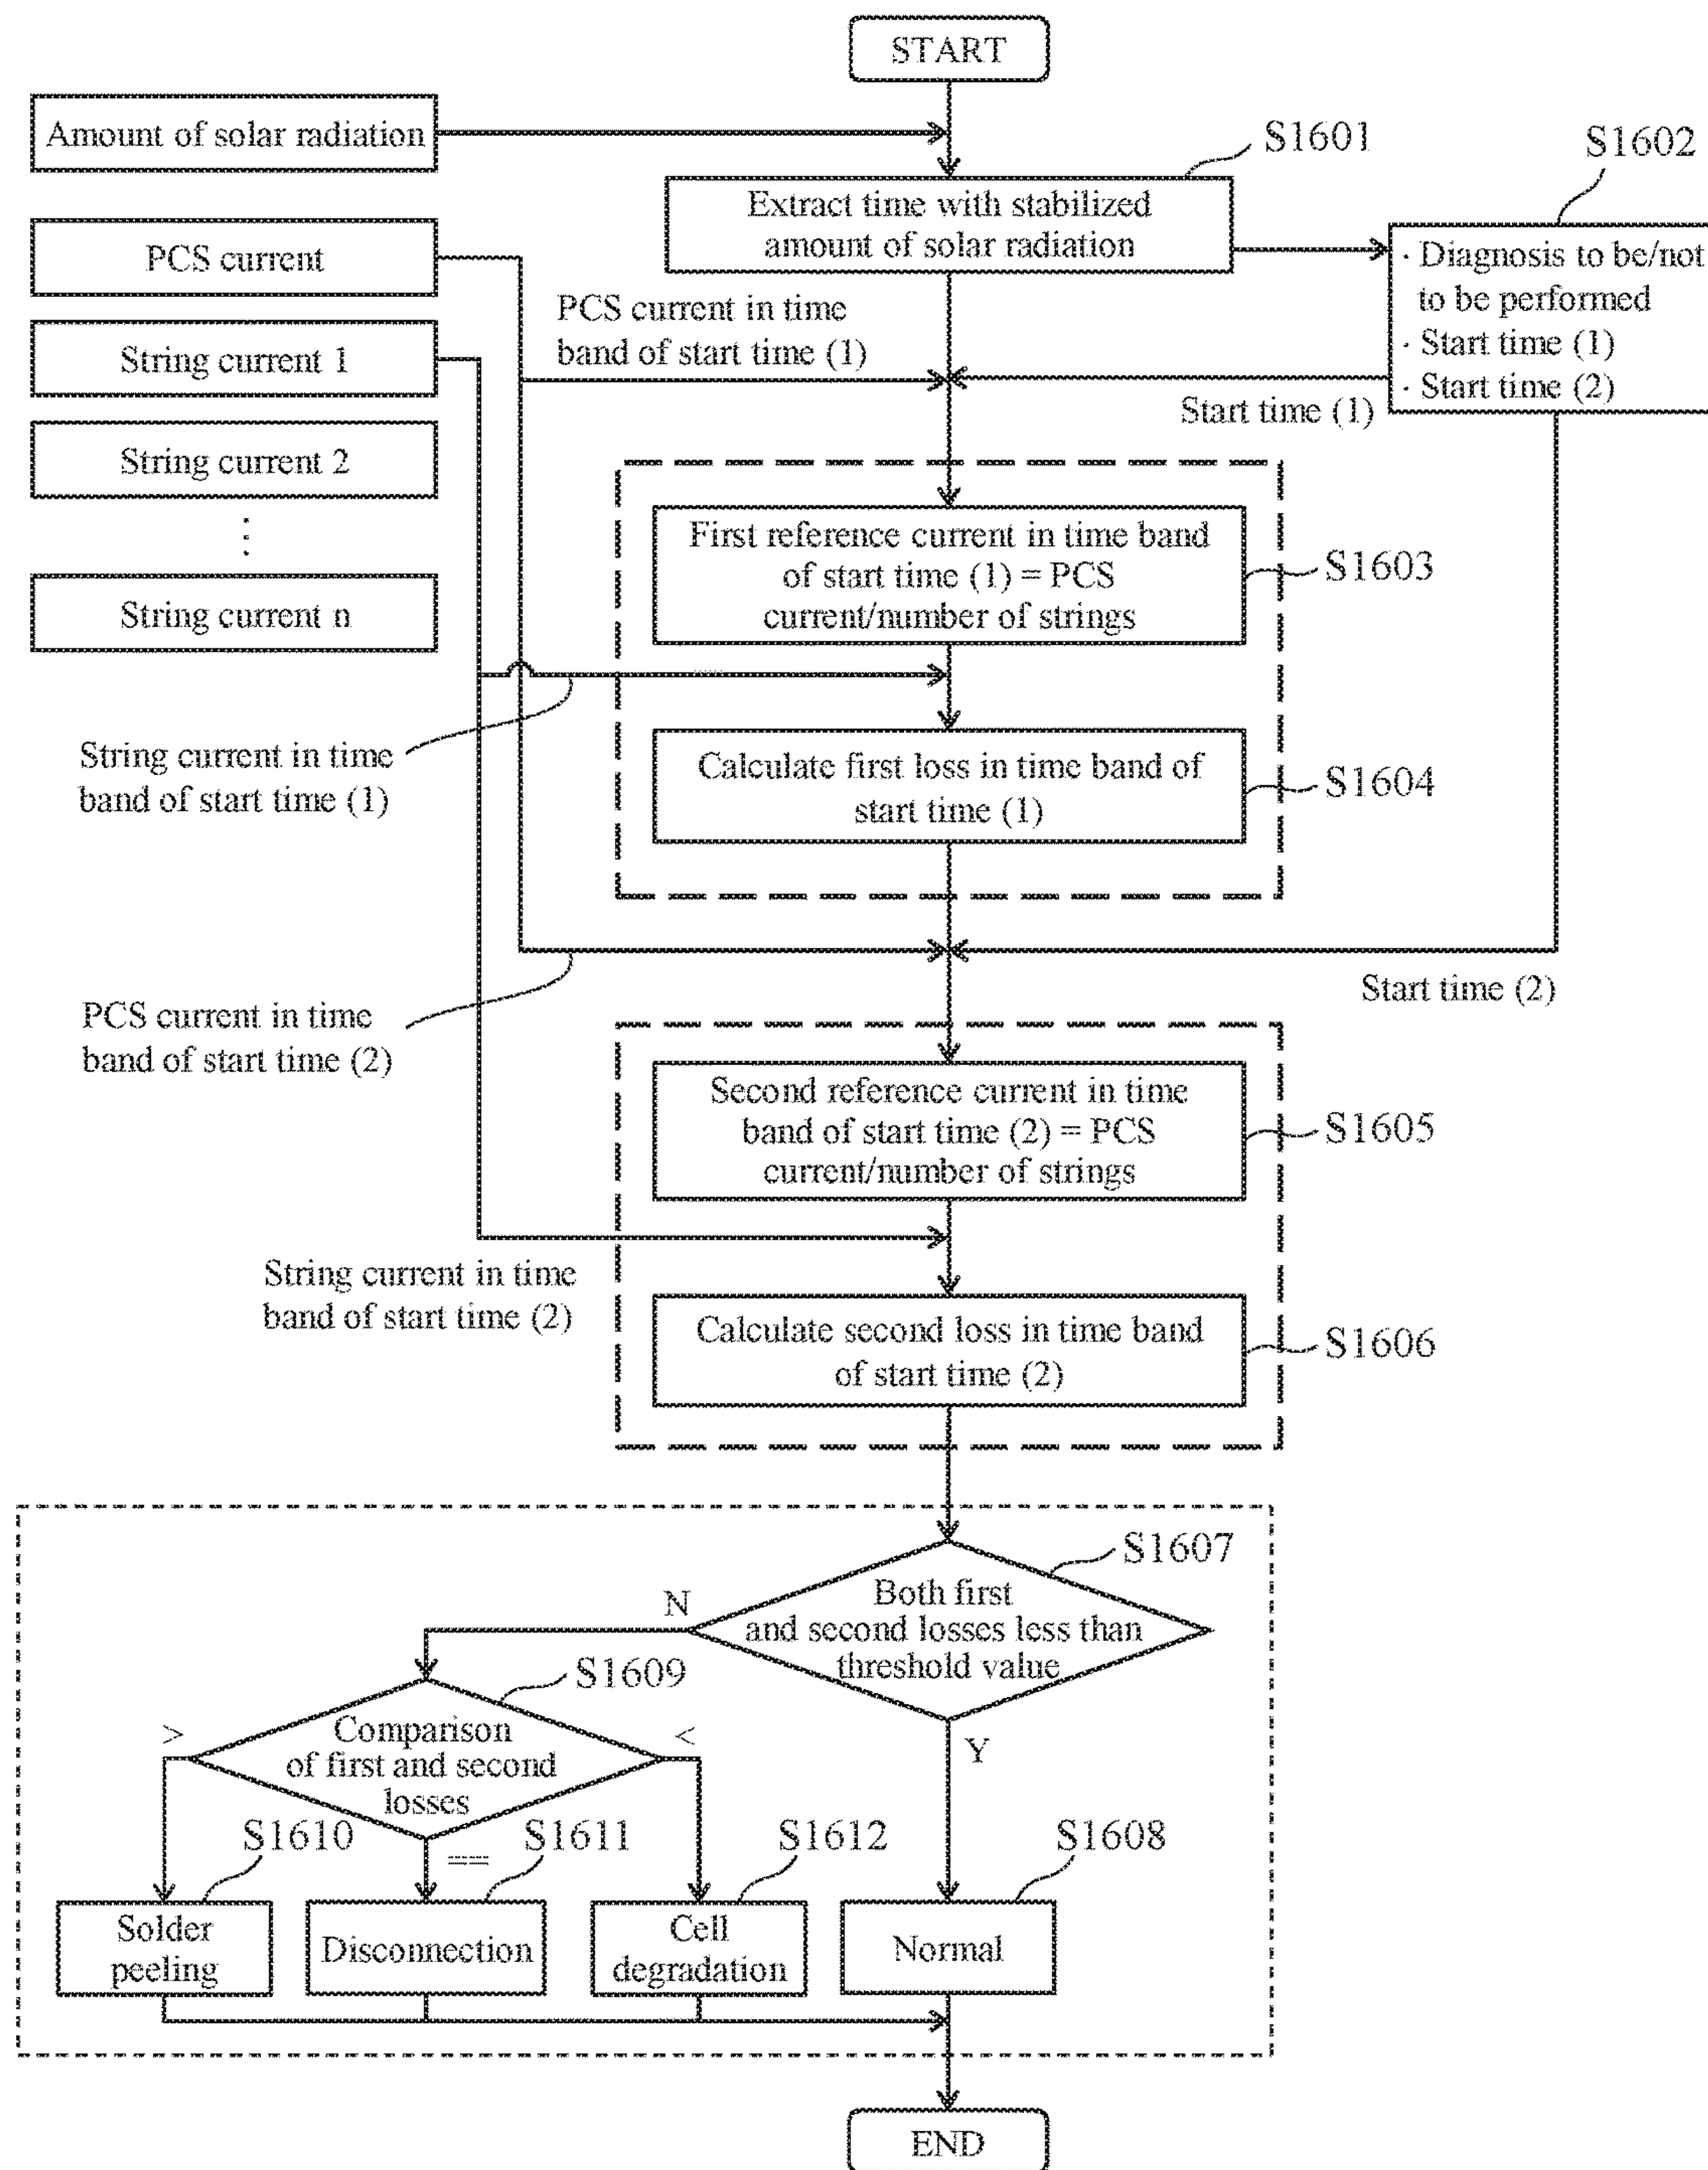 START
Amount of solar radiation
S1601
S1602
Extract time with stabilized
amount of solar radiation
PCS current
· Diagnosis to be/not
to be performed
· Start time (1)
· Start time (2)
PCS current in time
band of start time (1)
String current 1
Start time (1)
String current 2
⋮
String current n
First reference current in time band
of start time (1) = PCS
current/number of strings
S1603
String current in time
band of start time (1)
Calculate first loss in time band of
start time (1)
S1604
Start time (2)
PCS current in time
band of start time (2)
Second reference current in time
band of start time (2) = PCS
current/number of strings
S1605
String current in time
band of start time (2)
Calculate second loss in time band
of start time (2)
S1606
S1607
Both first
and second losses less than
threshold value
N
Y
S1609
Comparison
of first and second
losses
>
<
==
S1610
S1611
S1612
S1608
Solder
peeling
Disconnection
Cell
degradation
Normal
END